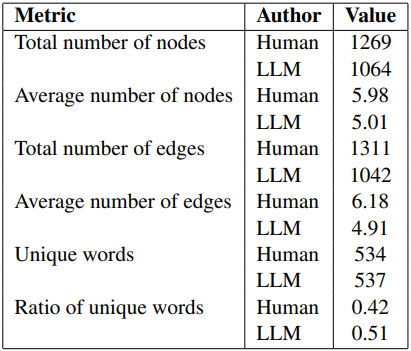 Metric Author Value
Total number of nodes Human 1269
LLM 1064
Average number of nodes Human 5.98
LLM 5.01
Total number of edges Human 1311
LLM 1042
Average number of edges Human 6.18
LLM 4.91
Unique words Human 534
LLM 537
Ratio of unique words Human 0.42
LLM 0.51